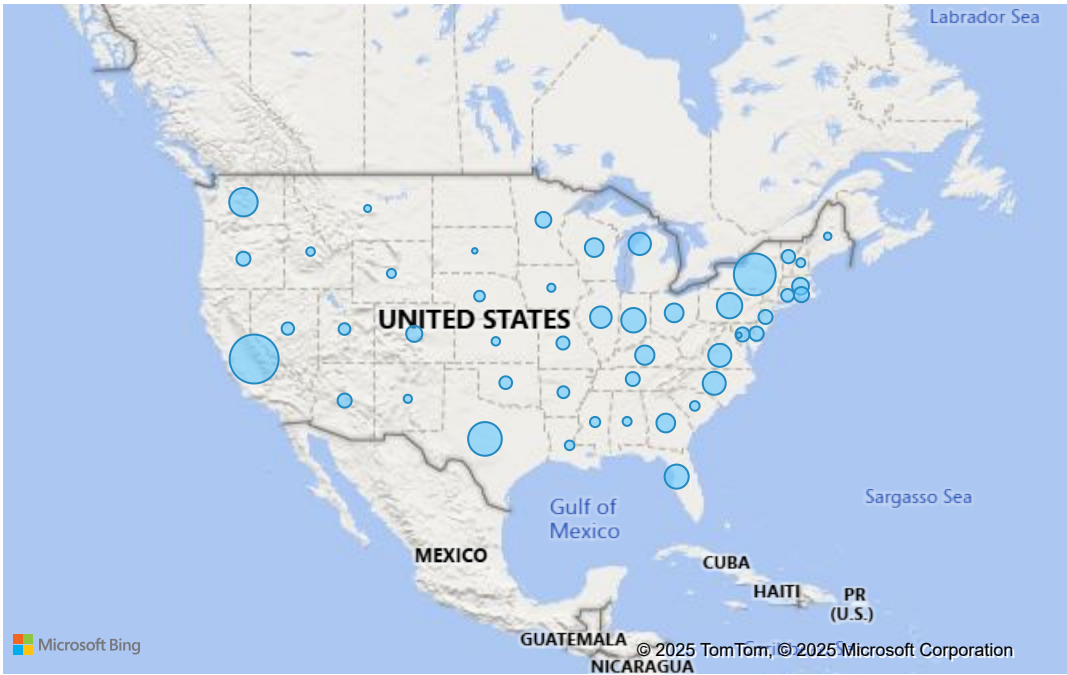 Labrador Sea
UNITED STATES
Sargasso Sea
Gulf of
Mexico
MEXICO
CUBA
HAITI
PR
(U.S.)
Microsoft Bing
GUATEMALA
© 2025 TomTom, © 2025 Microsoft Corporation
NICARAGUA